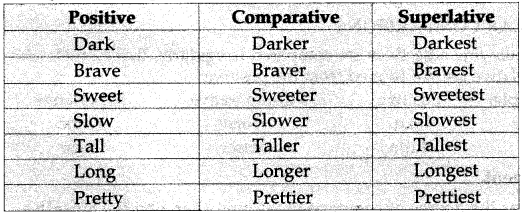 Positive Comparative Superlative
Dark Darker Darkest
Brave Braver Bravest
Sweet Sweeter Sweetest
Slow Slower Slowest
Tall Taller Tallest
Long Longer Longest
Pretty Prettier Prettiest